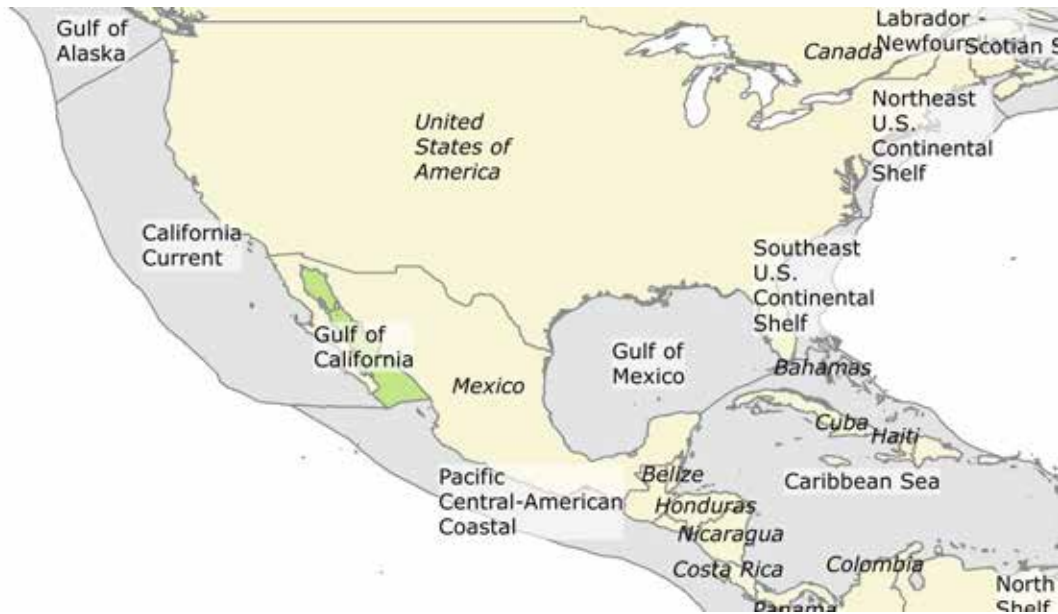 Gulf of
Alaska
Labrador -
Canada
Scotian S
Northeast
U.S.
Continental
Shelf
United
States of
America
California
Current
Southeast
U.S.
Continental
Shelf
Gulf of
California
Gulf of
Mexico
Bahamas
Mexico
Cuba
Haiti
Pacific
Central-American
Coastal
Belize
Caribbean Sea
Honduras
Nicaragua
Costa Rica
Colombia
North
Shelf
Panama